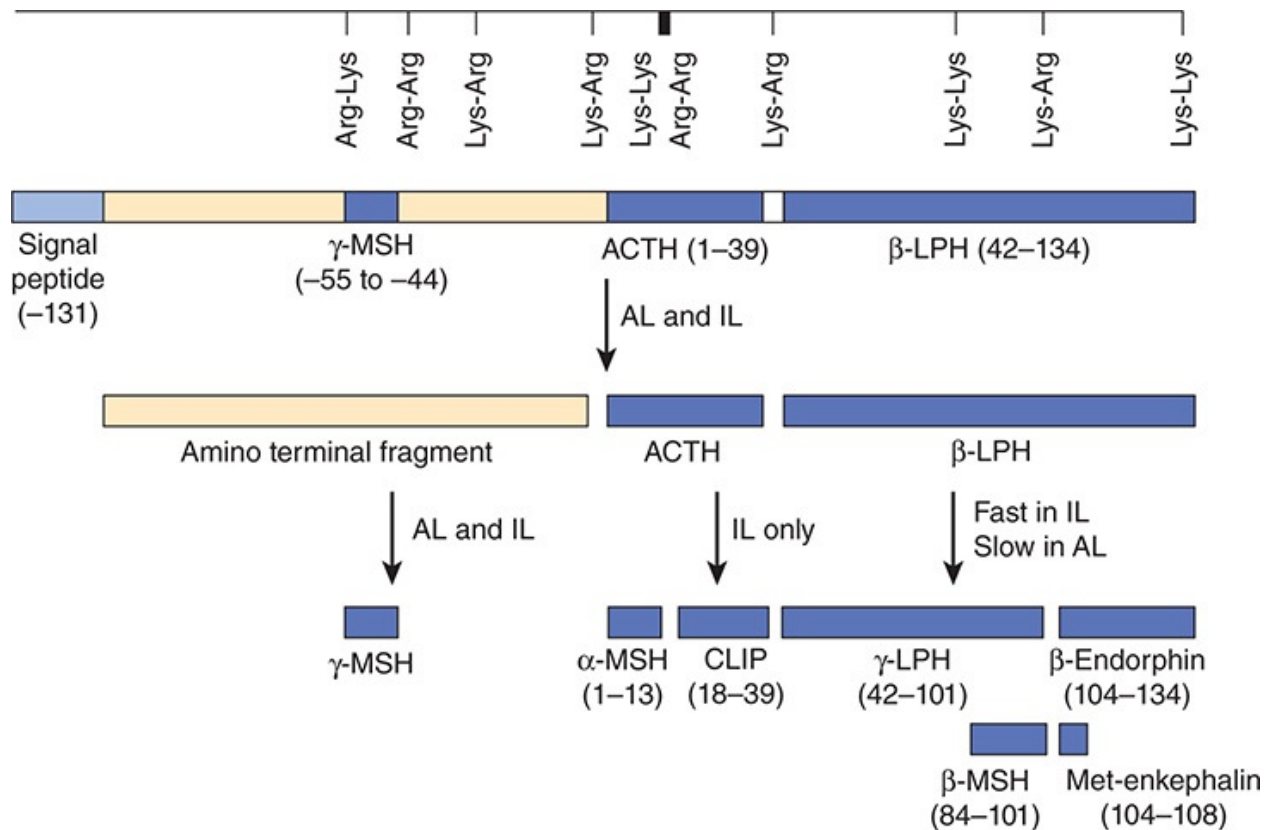 Arg-Lys
Arg-Arg
Lys-Arg
Lys-Arg
Lys-Lys
Arg-Arg
Lys-Arg
Lys-Lys
Lys-Arg
Lys-Lys
Signal
peptide
(–131)
γ-MSH
(–55 to –44)
ACTH (1–39)
β-LPH (42–134)
AL and IL
Amino terminal fragment
ACTH
β-LPH
AL and IL
IL only
Fast in IL
Slow in AL
γ-MSH
α-MSH
(1–13)
CLIP
(18–39)
γ-LPH
(42–101)
β-Endorphin
(104–134)
β-MSH
(84–101)
Met-enkephalin
(104–108)